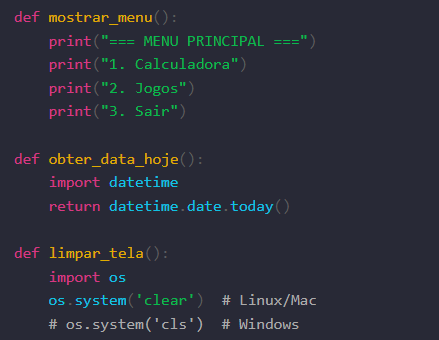 def mostrar_menu():
    print("=== MENU PRINCIPAL ===")
    print("1. Calculadora")
    print("2. Jogos")
    print("3. Sair")

def obter_data_hoje():
    import datetime
    return datetime.date.today()

def limpar_tela():
    import os
    os.system('clear')  # Linux/Mac
    # os.system('cls')  # Windows